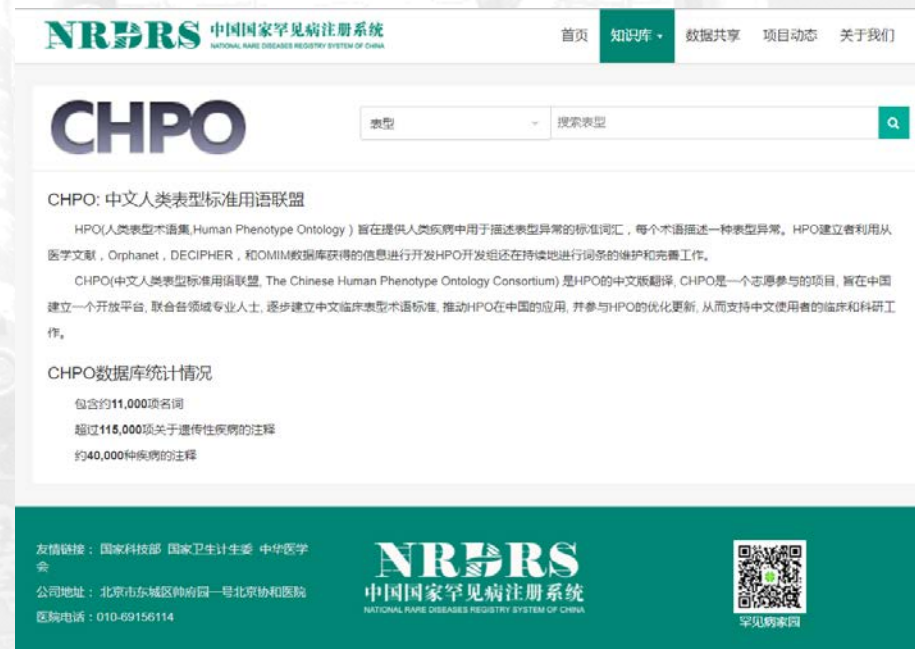 NRDRS 中国国家罕见病注册系统
NATIONAL RARE DISEASES REGISTRY SYSTEM OF CHINA
首页 知识库 数据共享 项目动态 关于我们
CHPO 表型 搜索表型
CHPO: 中文人类表型标准用语联盟
HPO(人类表型术语集,Human Phenotype Ontology ) 旨在提供人类疾病中用于描述表型异常的标准词汇，每个术语描述一种表型异常。HPO建立者利用从
医学文献，Orphanet，DECIPHER，和OMIM数据库获得的信息进行开发HPO开发组还在持续地进行词条的维护和完善工作。
CHPO(中文人类表型标准用语联盟, The Chinese Human Phenotype Ontology Consortium) 是HPO的中文版翻译, CHPO是一个志愿参与的项目, 旨在中国
建立一个开放平台, 联合各领域专业人士, 逐步建立中文临床表型术语标准, 推动HPO在中国的应用, 并参与HPO的优化更新, 从而支持中文使用者的临床和科研工
作。
CHPO数据库统计情况
包含约11,000项名词
超过115,000项关于遗传性疾病的注释
约40,000种疾病的注释
友情链接： 国家科技部 国家卫生计生委 中华医学
会
公司地址： 北京市东城区帅府园一号北京协和医院
医院电话：010-69156114
NRDRS
中国国家罕见病注册系统
NATIONAL RARE DISEASES REGISTRY SYSTEM OF CHINA
罕见病家园